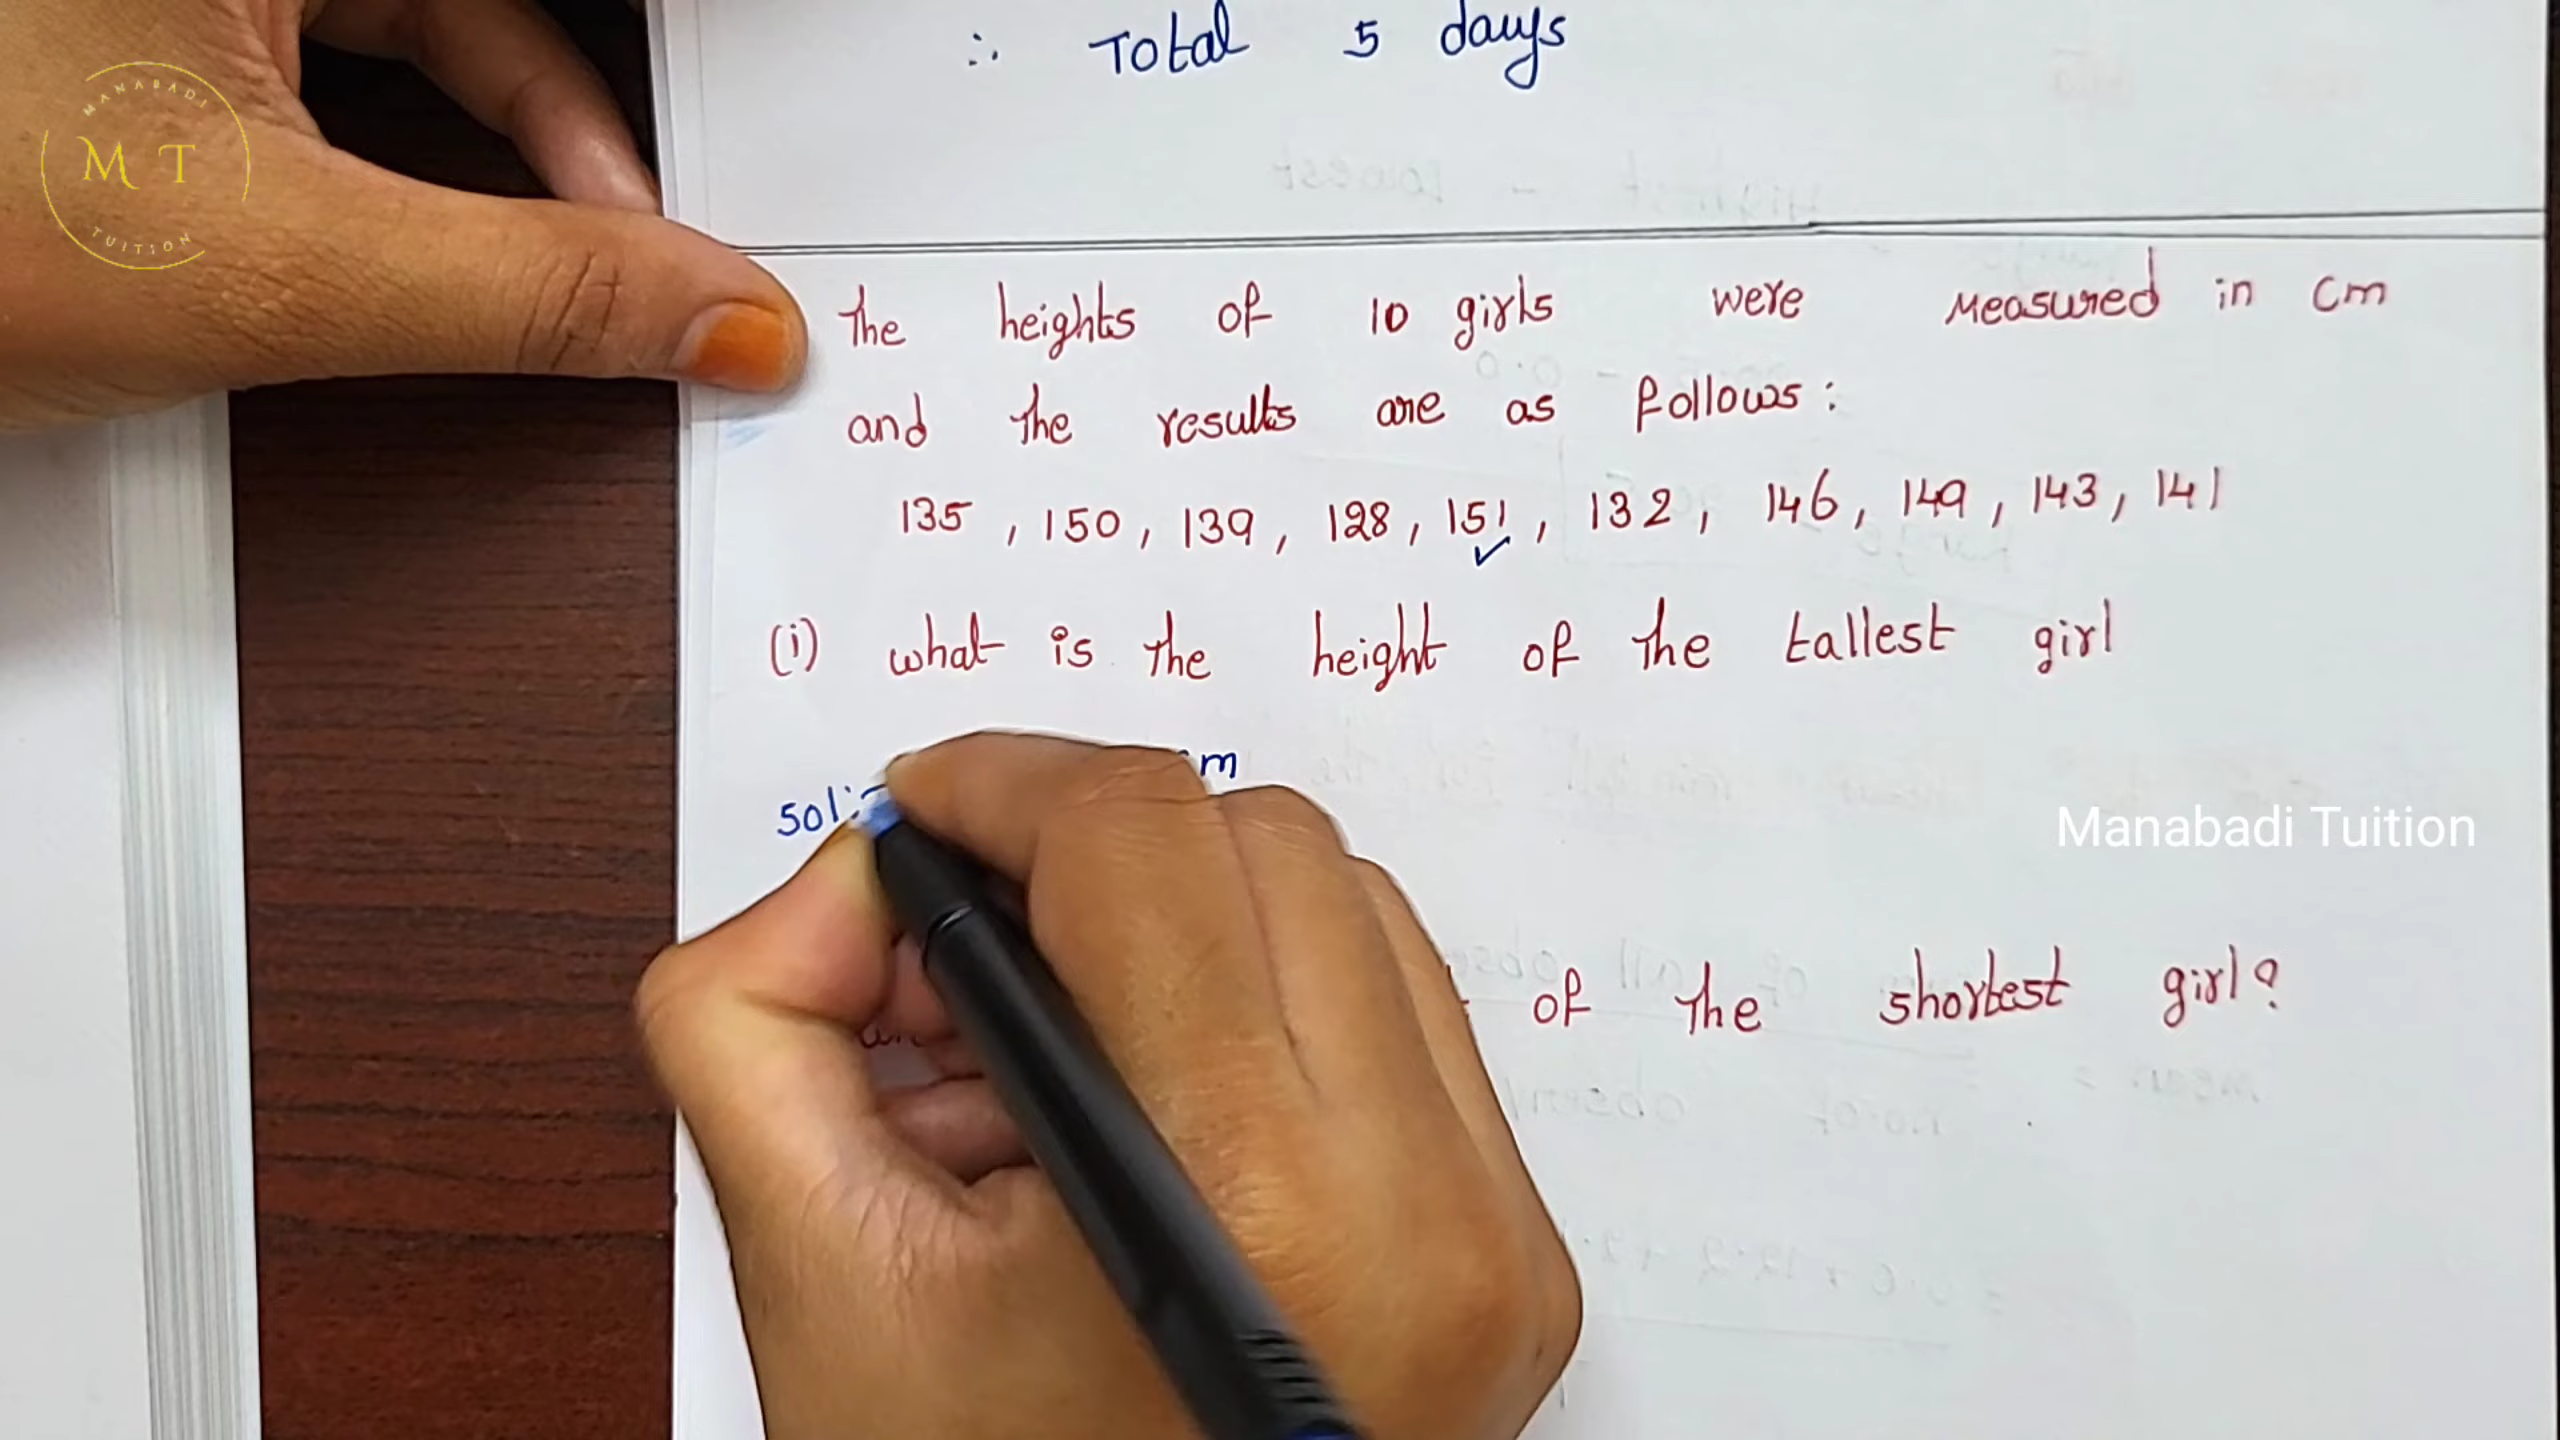 ∴ Total 5 days
MANABADI
M T
TUITION
The heights of 10 girls were Measured in cm
and the results are as follows:
135, 150, 139, 128, 151, 132, 146, 149, 143, 141
(i) what is the height of the tallest girl
Sol:-
Manabadi Tuition
of the shortest girl?